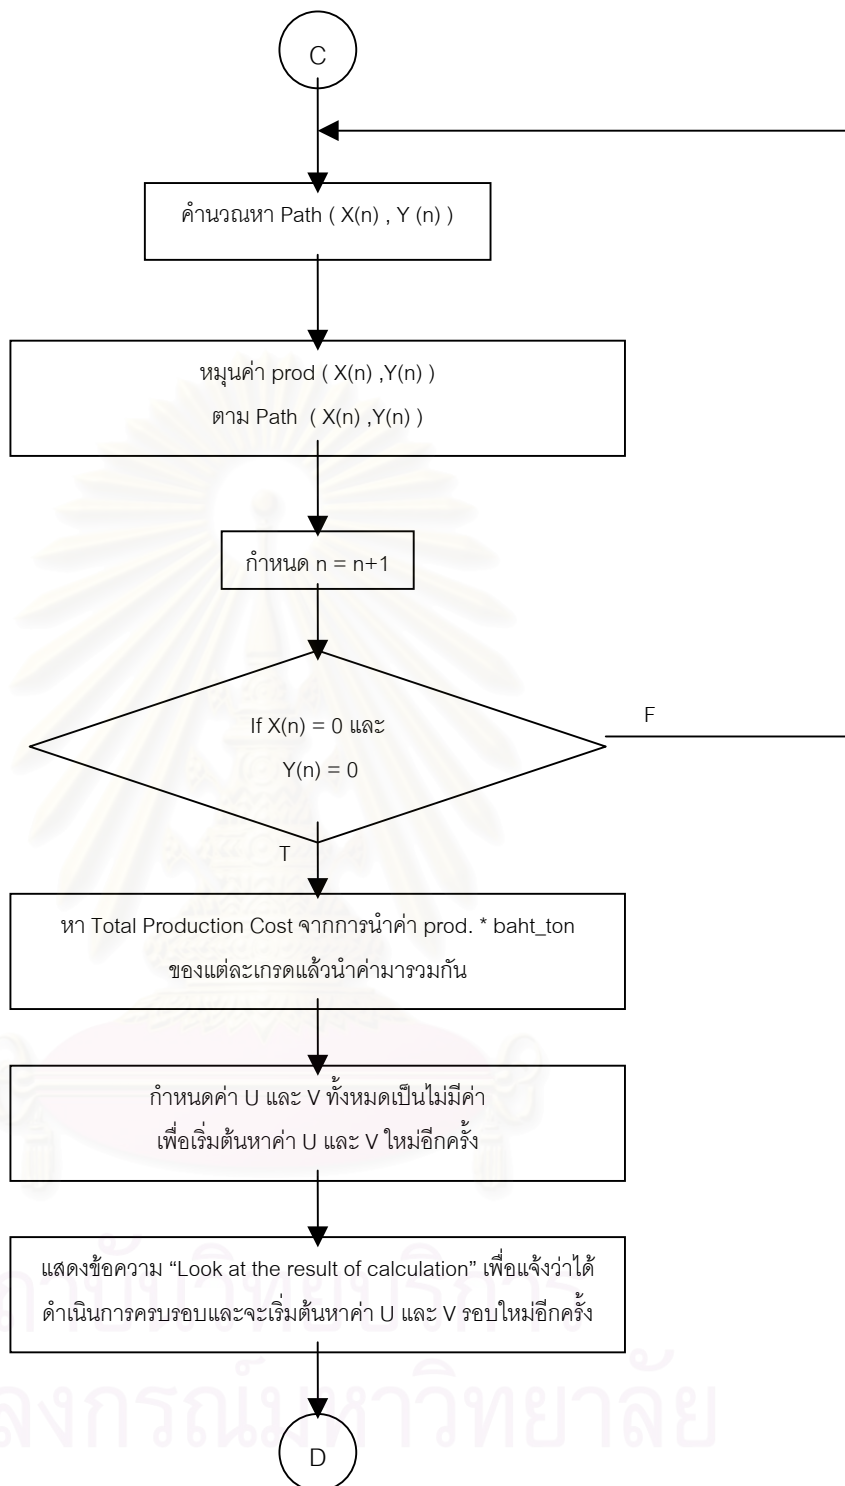 C
คำนวณหา Path ( X(n) , Y (n) )
หมุนค่า prod ( X(n) ,Y(n) )
ตาม Path ( X(n) ,Y(n) )
กำหนด n = n+1
If X(n) = 0 และ
Y(n) = 0
F
T
หา Total Production Cost จากการนำค่า prod. * baht_ton
ของแต่ละเกรดแล้วนำค่ามารวมกัน
กำหนดค่า U และ V ทั้งหมดเป็นไม่มีค่า
เพื่อเริ่มต้นหาค่า U และ V ใหม่อีกครั้ง
แสดงข้อความ “Look at the result of calculation” เพื่อแจ้งว่าได้
ดำเนินการครบรอบและจะเริ่มต้นหาค่า U และ V รอบใหม่อีกครั้ง
D